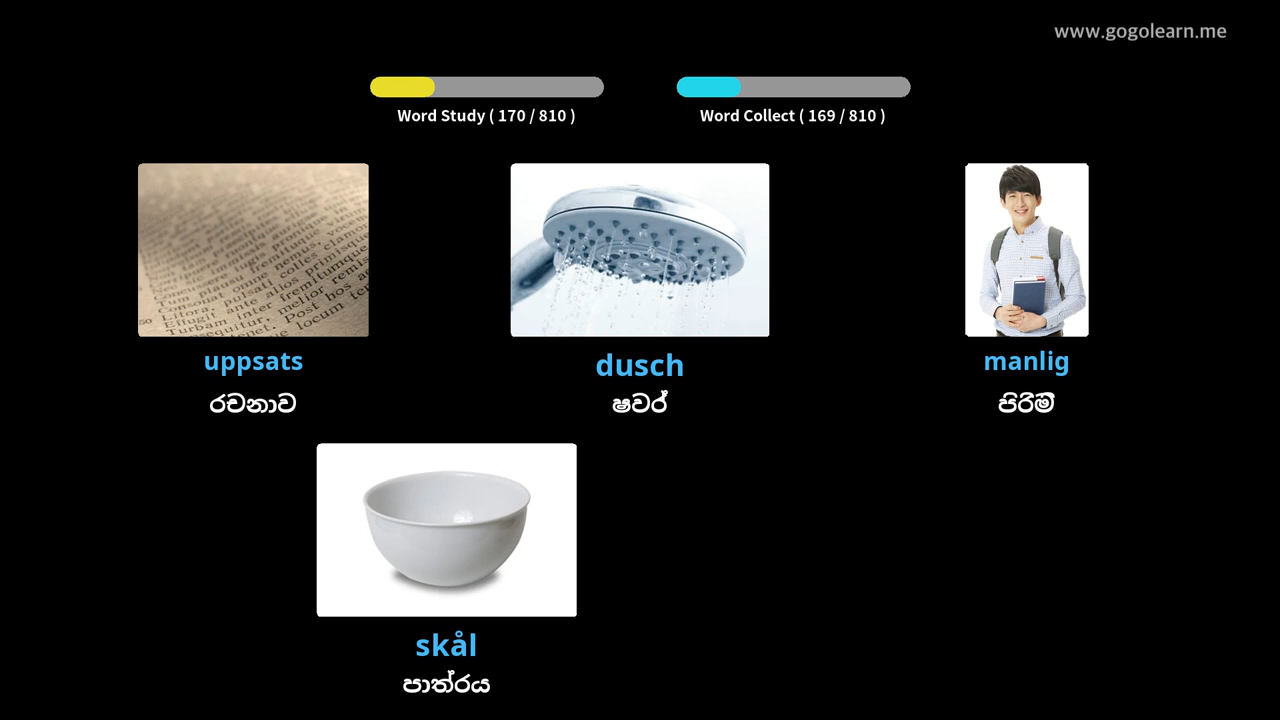 www.gogolearn.me
Word Study ( 170 / 810 )
Word Collect ( 169 / 810 )
uppsats
රචනාව
dusch
ෂවර්
manlig
පිරිමි
skål
පාත්රය